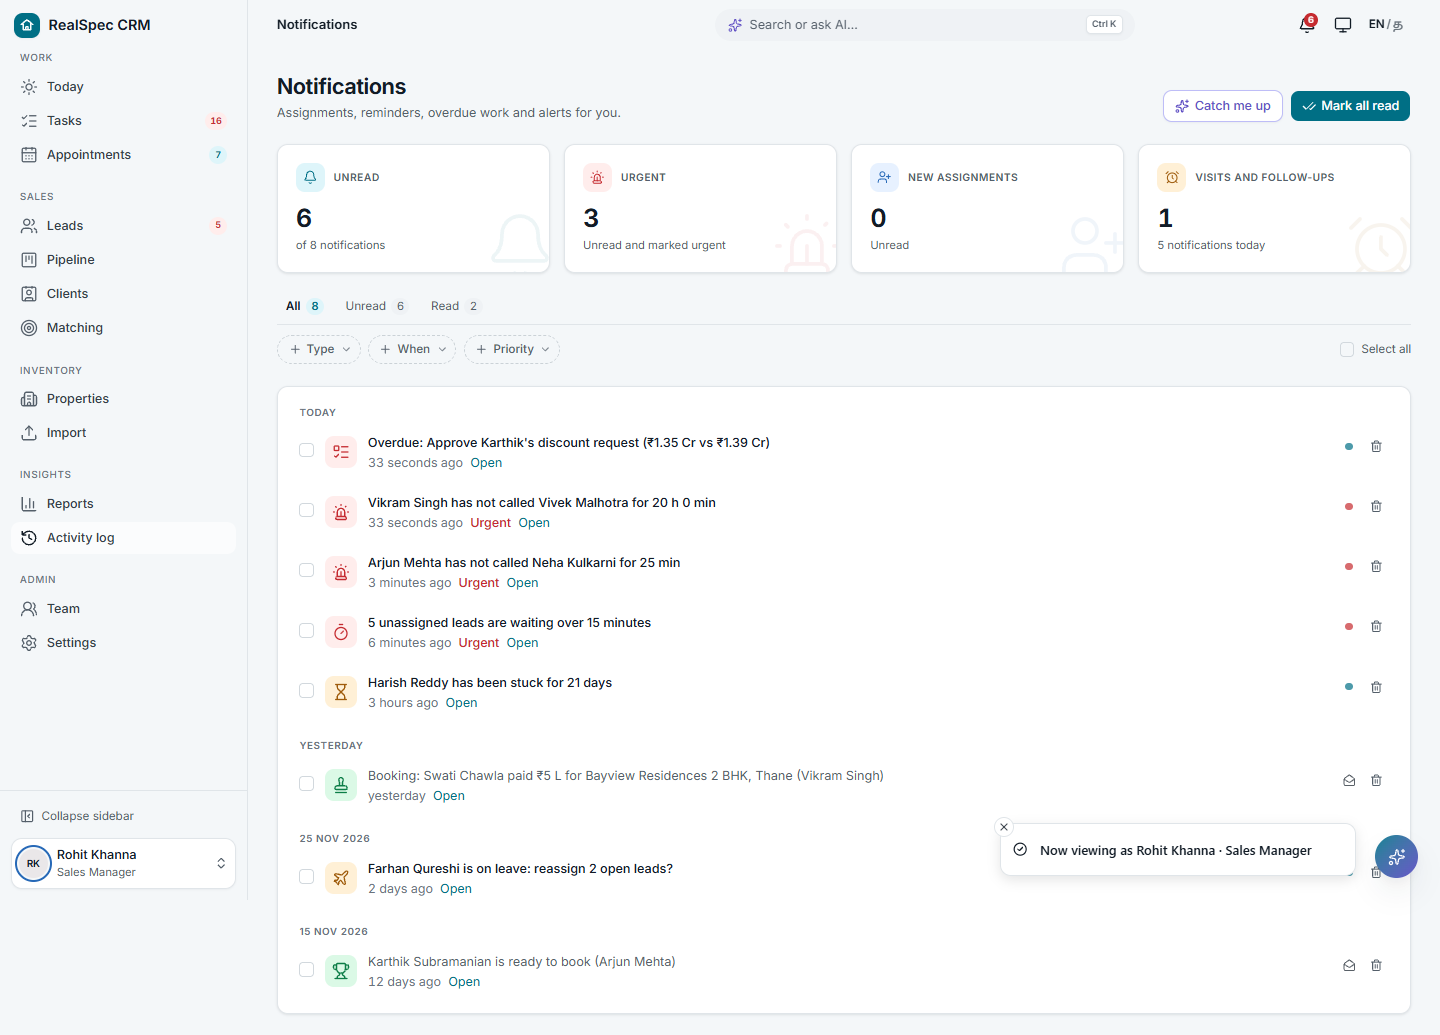 RealSpec CRM
WORK
Today
Tasks 16
Appointments 7
SALES
Leads 5
Pipeline
Clients
Matching
INVENTORY
Properties
Import
INSIGHTS
Reports
Activity log
ADMIN
Team
Settings
Collapse sidebar
RK
Rohit Khanna
Sales Manager
Notifications
Search or ask AI...
Ctrl K
6
EN / த
Notifications
Assignments, reminders, overdue work and alerts for you.
Catch me up
Mark all read
UNREAD
6
of 8 notifications
URGENT
3
Unread and marked urgent
NEW ASSIGNMENTS
0
Unread
VISITS AND FOLLOW-UPS
1
5 notifications today
All 8 Unread 6 Read 2
Type When Priority
Select all
TODAY
Overdue: Approve Karthik's discount request (₹1.35 Cr vs ₹1.39 Cr)
33 seconds ago Open
Vikram Singh has not called Vivek Malhotra for 20 h 0 min
33 seconds ago Urgent Open
Arjun Mehta has not called Neha Kulkarni for 25 min
3 minutes ago Urgent Open
5 unassigned leads are waiting over 15 minutes
6 minutes ago Urgent Open
Harish Reddy has been stuck for 21 days
3 hours ago Open
YESTERDAY
Booking: Swati Chawla paid ₹5 L for Bayview Residences 2 BHK, Thane (Vikram Singh)
yesterday Open
25 NOV 2026
Farhan Qureshi is on leave: reassign 2 open leads?
2 days ago Open
Now viewing as Rohit Khanna · Sales Manager
15 NOV 2026
Karthik Subramanian is ready to book (Arjun Mehta)
12 days ago Open